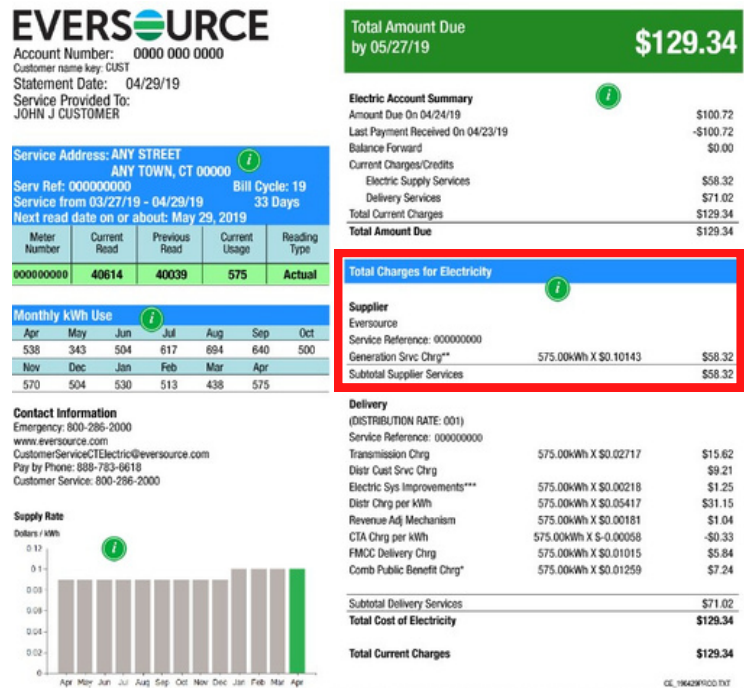 EVERSOURCE
Account Number: 0000 000 0000
Customer name key: CUST
Statement Date: 04/29/19
Service Provided To:
JOHN J CUSTOMER
Service Address: ANY STREET
ANY TOWN, CT 00000
i
Serv Ref: 000000000 Bill Cycle: 19
Service from 03/27/19 - 04/29/19 33 Days
Next read date on or about: May 29, 2019
Meter Number Current Read Previous Read Current Usage Reading Type
000000000 40614 40039 575 Actual
Monthly kWh Use
i
Apr May Jun Jul Aug Sep Oct
538 343 504 617 694 640 500
Nov Dec Jan Feb Mar Apr
570 504 530 513 438 575
Contact Information
Emergency: 800-286-2000
www.eversource.com
CustomerServiceCTElectric@eversource.com
Pay by Phone: 888-783-6618
Customer Service: 800-286-2000
Supply Rate
Dollars / kWh
i
0.12
0.1
0.08
0.06
0.04
0.02
0
Apr May Jun Jul Aug Sep Oct Nov Dec Jan Feb Mar Apr
Total Amount Due
by 05/27/19
$129.34
Electric Account Summary
i
Amount Due On 04/24/19 $100.72
Last Payment Received On 04/23/19 -$100.72
Balance Forward $0.00
Current Charges/Credits
Electric Supply Services $58.32
Delivery Services $71.02
Total Current Charges $129.34
Total Amount Due $129.34
Total Charges for Electricity
i
Supplier
Eversource
Service Reference: 000000000
Generation Srvc Chrg** 575.00kWh X $0.10143 $58.32
Subtotal Supplier Services $58.32
Delivery
(DISTRIBUTION RATE: 001)
Service Reference: 000000000
Transmission Chrg 575.00kWh X $0.02717 $15.62
Distr Cust Srvc Chrg $9.21
Electric Sys Improvements*** 575.00kWh X $0.00218 $1.25
Distr Chrg per kWh 575.00kWh X $0.05417 $31.15
Revenue Adj Mechanism 575.00kWh X $0.00181 $1.04
CTA Chrg per kWh 575.00kWh X $-0.00058 -$0.33
FMCC Delivery Chrg 575.00kWh X $0.01015 $5.84
Comb Public Benefit Chrg* 575.00kWh X $0.01259 $7.24
Subtotal Delivery Services $71.02
Total Cost of Electricity $129.34
Total Current Charges $129.34
CE_190429PROD.TXT